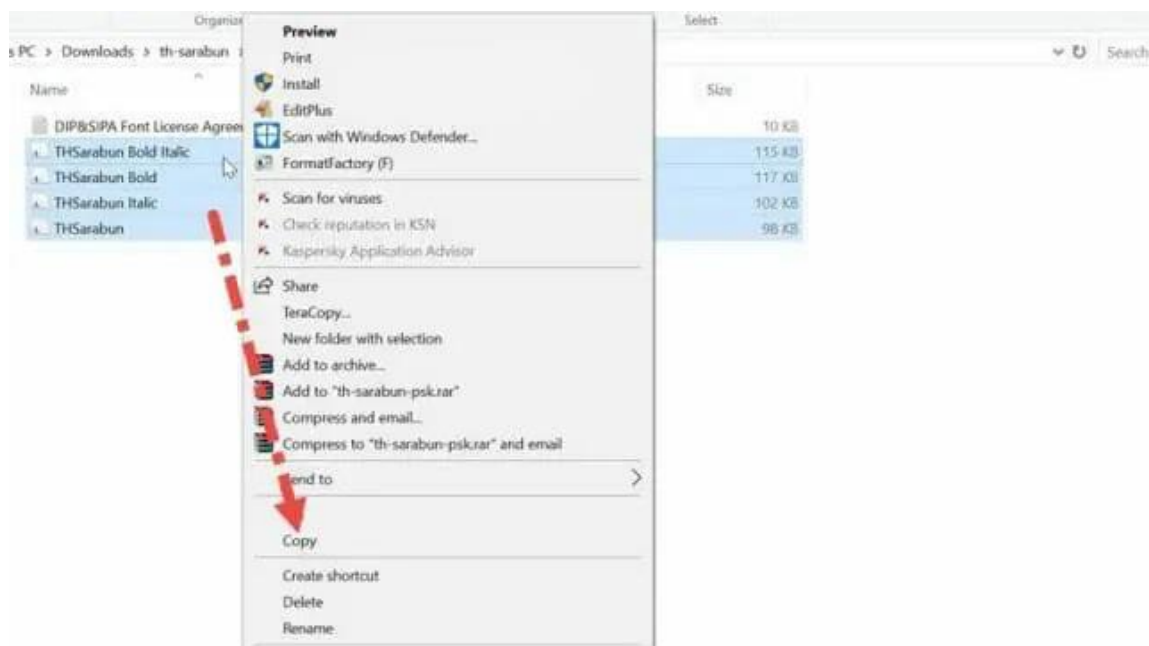 Select
PC > Downloads > th-sarabun
Search
Name
Size
DIP&SIPA Font License
10 KB
THSarabun Bold Italic
115 KB
THSarabun Bold
117 KB
THSarabun Italic
102 KB
THSarabun
98 KB
Preview
Print
Install
EditPlus
Scan with Windows Defender...
FormatFactory (F)
Scan for viruses
Check reputation in KSN
Kaspersky Application Advisor
Share
TeraCopy...
New folder with selection
Add to archive...
Add to "th-sarabun-psk.rar"
Compress and email...
Compress to "th-sarabun-psk.rar" and email
to
Copy
Create shortcut
Delete
Rename